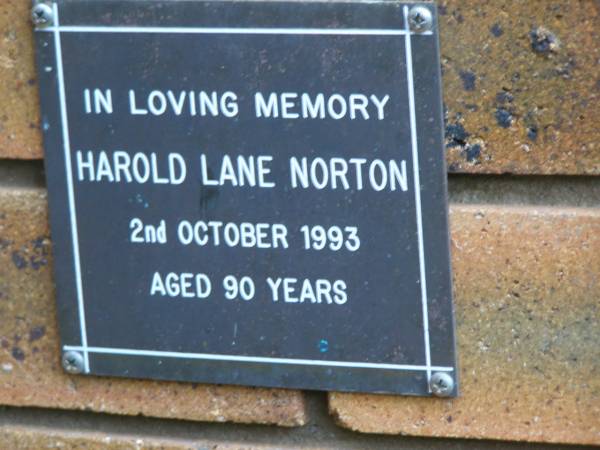 IN LOVING MEMORY
HAROLD LANE NORTON
2nd OCTOBER 1993
AGED 90 YEARS